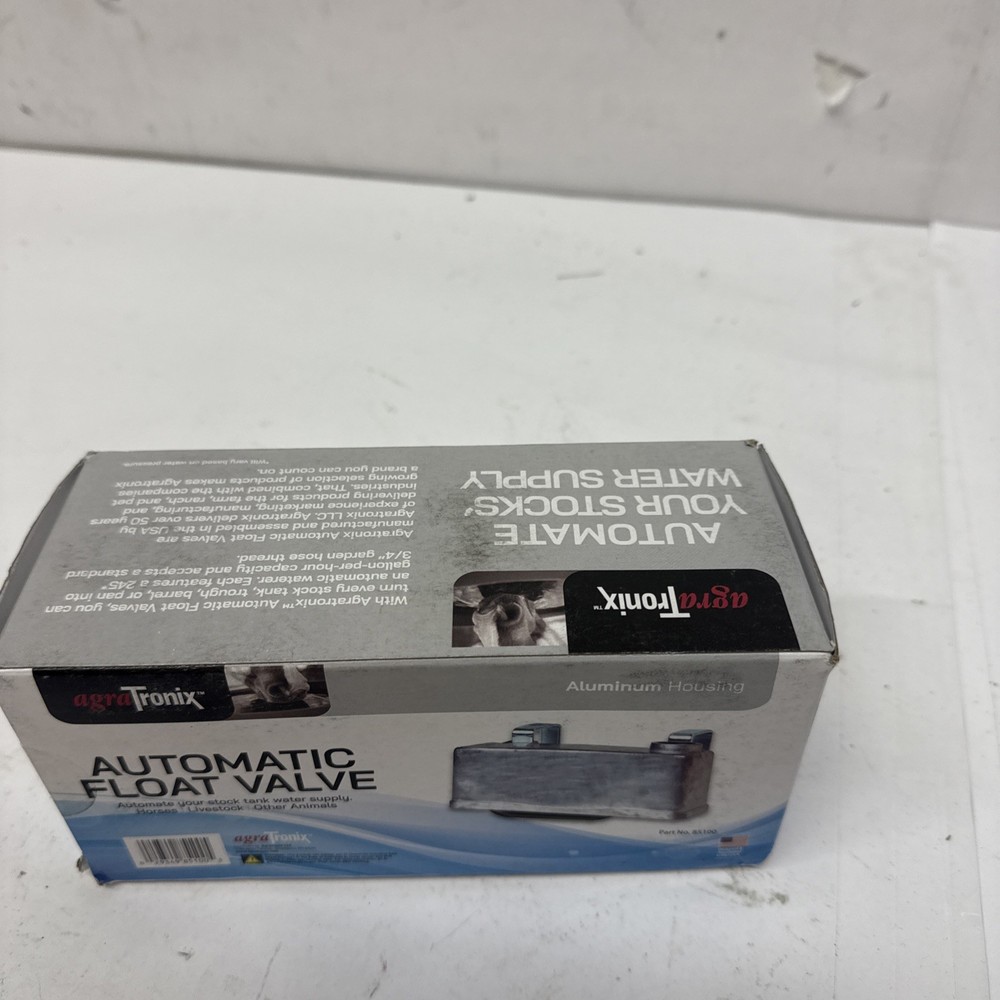 AUTOMATE
YOUR STOCKS'
WATER SUPPLY
agraTronix™
With Agratronix™ Automatic Float Valves, you can
turn every stock tank, trough, barrel, or pan into
an automatic waterer. Each features a 245*
gallon-per-hour capacity and accepts a standard
3/4" garden hose thread.
Agratronix Automatic Float Valves are
manufactured and assembled in the USA by
Agratronix LLC. Agratronix delivers over 50 years
of experience marketing, manufacturing, and
delivering products for the farm, ranch, and pet
industries. That, combined with the companies
growing selection of products makes Agratronix
a brand you can count on.
*Will vary based on water pressure.
agraTronix™
Aluminum Housing
AUTOMATIC
FLOAT VALVE
Automate your stock tank water supply.
Horses Livestock Other Animals
Part No. 85100
agraTronix